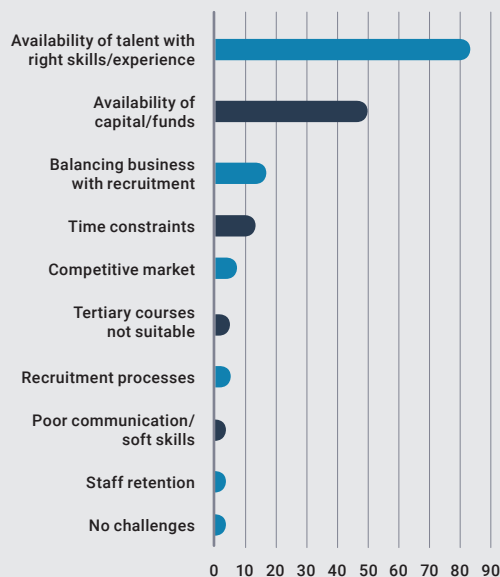 Availability of talent with
right skills/experience
Availability of
capital/funds
Balancing business
with recruitment
Time constraints
Competitive market
Tertiary courses
not suitable
Recruitment processes
Poor communication/
soft skills
Staff retention
No challenges
0 10 20 30 40 50 60 70 80 90